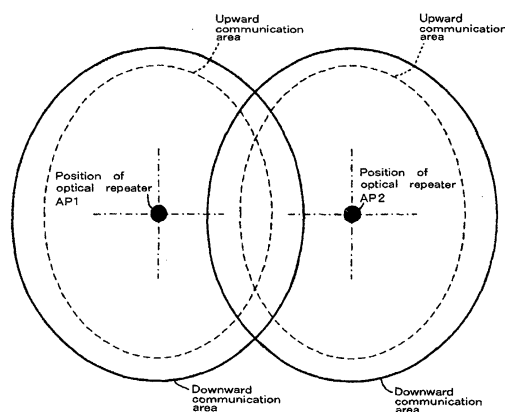 Upward
communication
area
Upward
communication
area
Position of
optical repeater
AP1
Position of
optical repeater
AP2
Downward
communication
area
Downward
communication
area